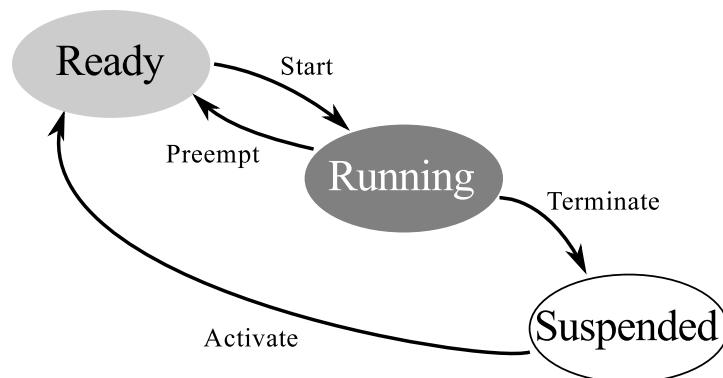 Ready
Start
Preempt
Running
Terminate
Suspended
Activate